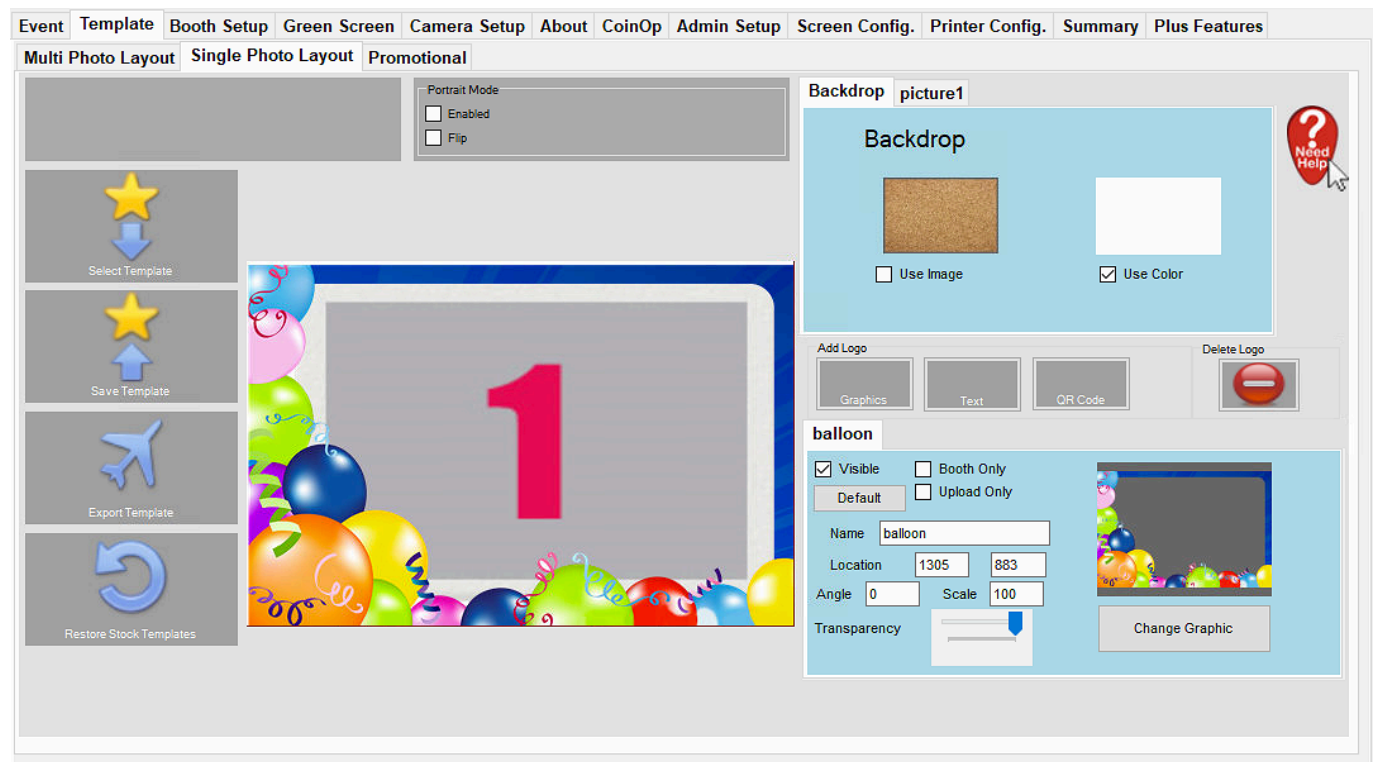 Event Template Booth Setup Green Screen Camera Setup About CoinOp Admin Setup Screen Config. Printer Config. Summary Plus Features
Multi Photo Layout Single Photo Layout Promotional
Portrait Mode
Enabled
Flip
Select Template
Save Template
Export Template
Restore Stock Templates
1
Backdrop picture1
Backdrop
Use Image Use Color
? Need Help
Add Logo
Graphics Text QR Code
Delete Logo
balloon
Visible Booth Only
Default Upload Only
Name balloon
Location 1305 883
Angle 0 Scale 100
Transparency
Change Graphic